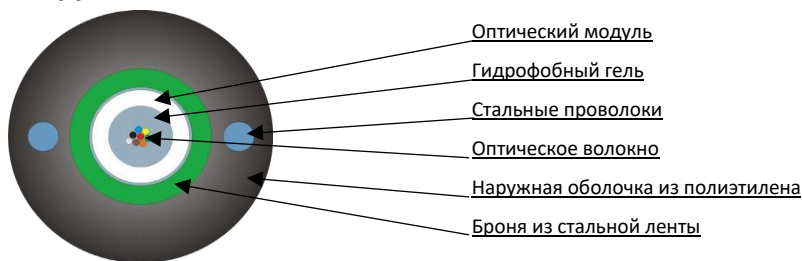 Оптический модуль
Гидрофобный гель
Стальные проволоки
Оптическое волокно
Наружная оболочка из полиэтилена
Броня из стальной ленты